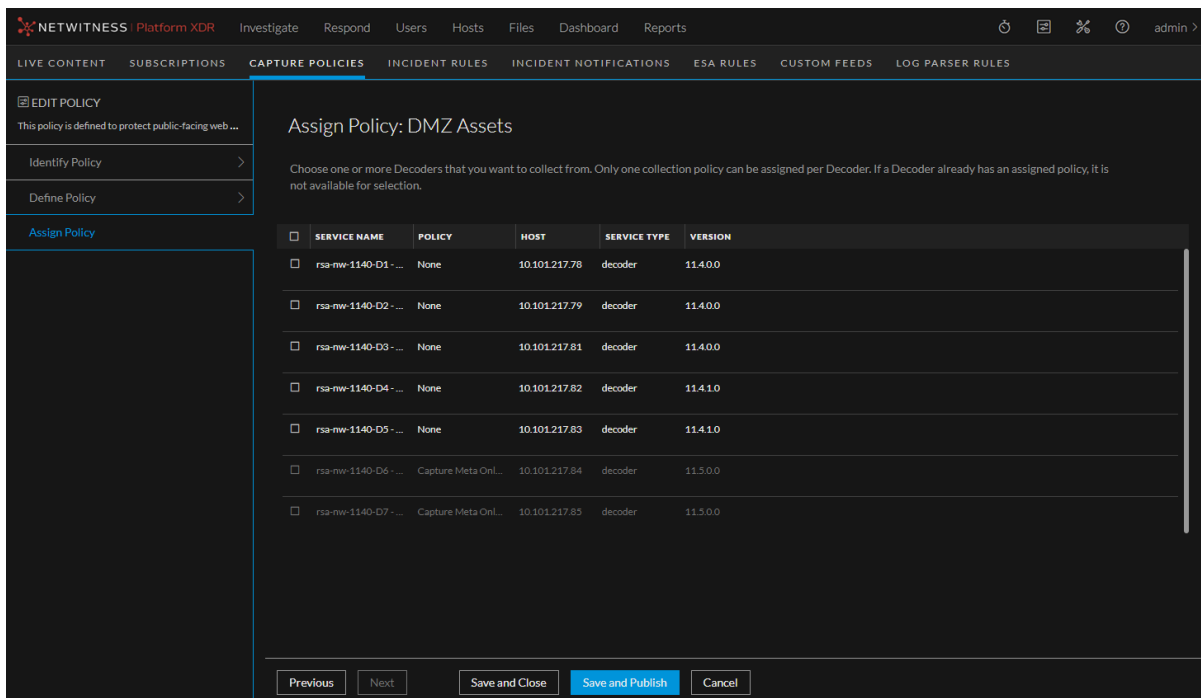 NETWITNESS | Platform XDR Investigate Respond Users Hosts Files Dashboard Reports admin >
LIVE CONTENT SUBSCRIPTIONS CAPTURE POLICIES INCIDENT RULES INCIDENT NOTIFICATIONS ESA RULES CUSTOM FEEDS LOG PARSER RULES
EDIT POLICY
This policy is defined to protect public-facing web ...
Identify Policy
Define Policy
Assign Policy
Assign Policy: DMZ Assets
Choose one or more Decoders that you want to collect from. Only one collection policy can be assigned per Decoder. If a Decoder already has an assigned policy, it is
not available for selection.
SERVICE NAME POLICY HOST SERVICE TYPE VERSION
rsa-nw-1140-D1 - ... None 10.101.217.78 decoder 11.4.0.0
rsa-nw-1140-D2 - ... None 10.101.217.79 decoder 11.4.0.0
rsa-nw-1140-D3 - ... None 10.101.217.81 decoder 11.4.0.0
rsa-nw-1140-D4 - ... None 10.101.217.82 decoder 11.4.1.0
rsa-nw-1140-D5 - ... None 10.101.217.83 decoder 11.4.1.0
rsa-nw-1140-D6 - ... Capture Meta Onl... 10.101.217.84 decoder 11.5.0.0
rsa-nw-1140-D7 - ... Capture Meta Onl... 10.101.217.85 decoder 11.5.0.0
Previous Next Save and Close Save and Publish Cancel